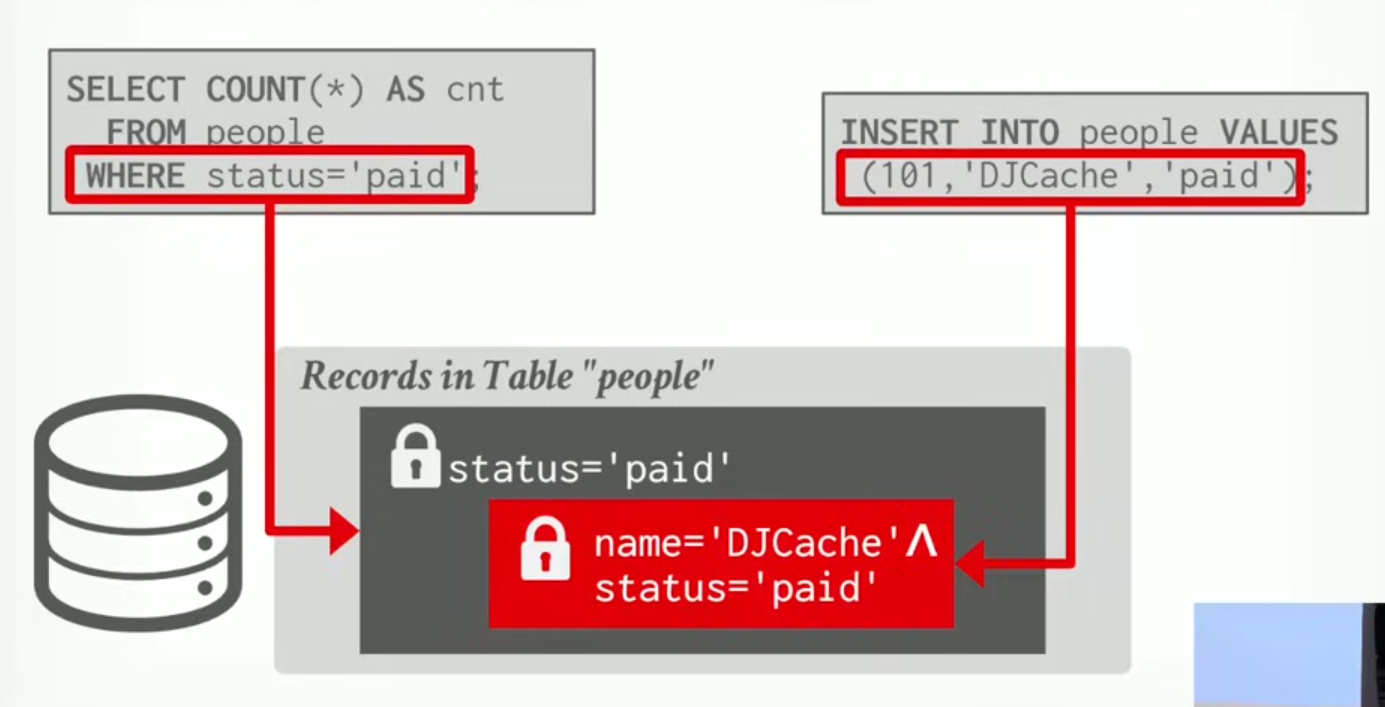 SELECT COUNT(*) AS cnt
FROM people
WHERE status='paid';
INSERT INTO people VALUES
(101,'DJCache','paid');
Records in Table "people"
status='paid'
name='DJCache'∧
status='paid'